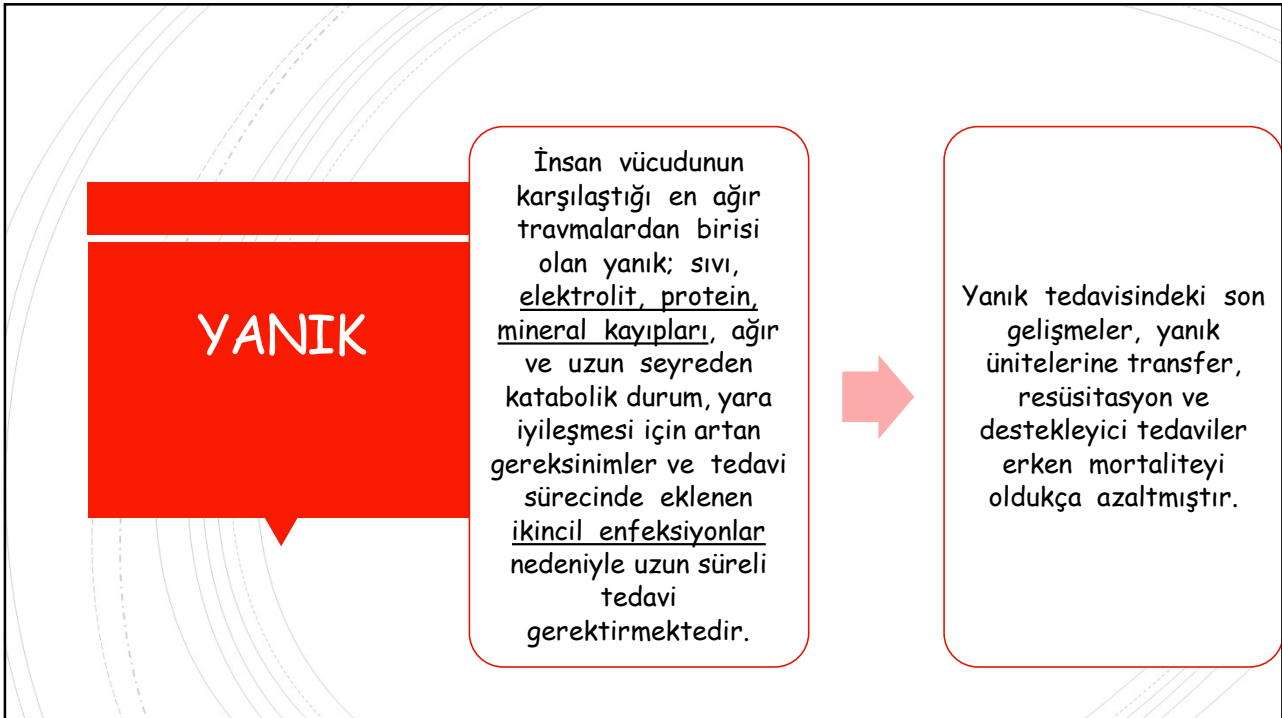 YANIK
İnsan vücudunun
karşılaştığı en ağır
travmalardan birisi
olan yanık; sıvı,
elektrolit, protein,
mineral kayıpları, ağır
ve uzun seyreden
katabolik durum, yara
iyileşmesi için artan
gereksinimler ve tedavi
sürecinde eklenen
ikincil enfeksiyonlar
nedeniyle uzun süreli
tedavi
gerektirmektedir.
Yanık tedavisindeki son
gelişmeler, yanık
ünitelerine transfer,
resüsitasyon ve
destekleyici tedaviler
erken mortaliteyi
oldukça azaltmıştır.